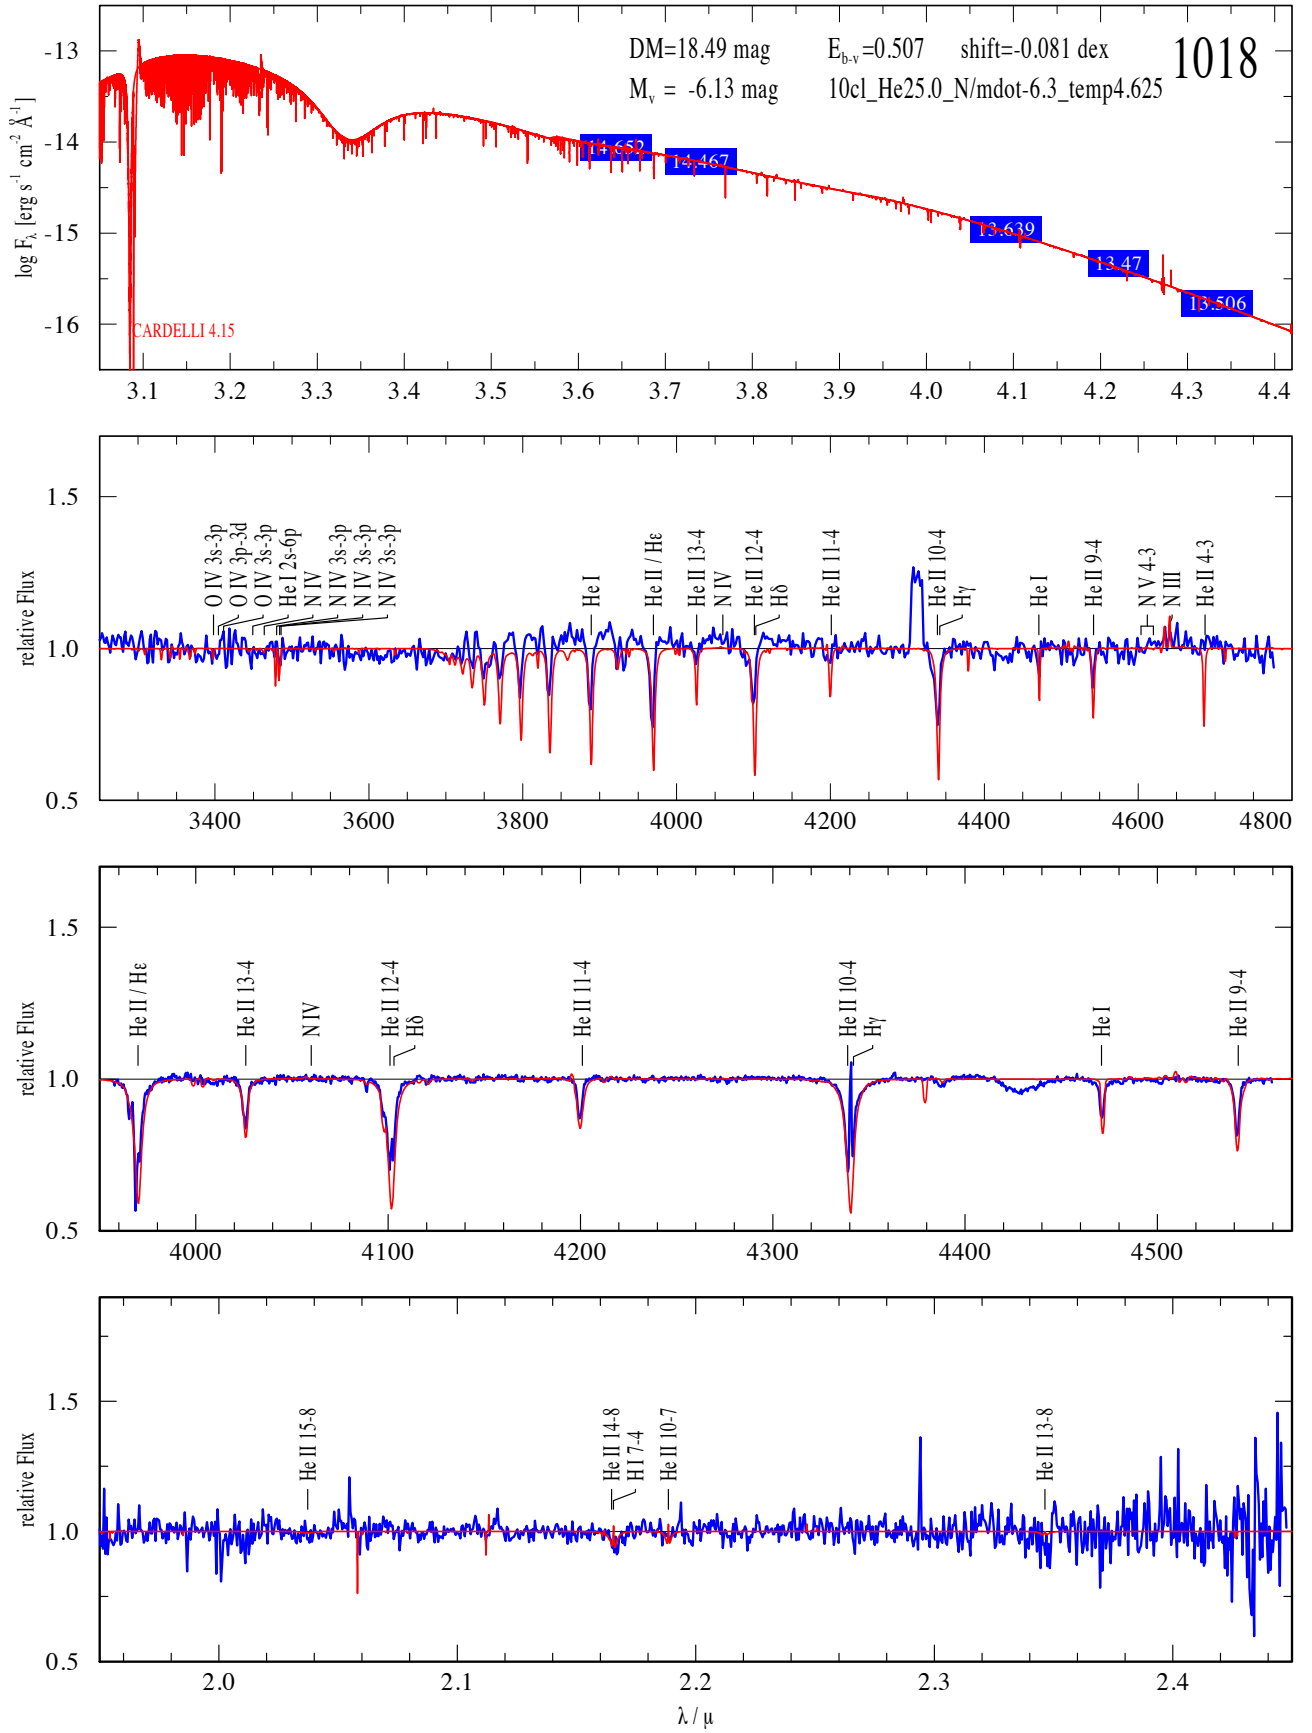 DM=18.49 mag E_b-v=0.507 shift=-0.081 dex 1018
M_v = -6.13 mag 10cl_He25.0_N/mdot-6.3_temp4.625
log F_λ [erg s⁻¹ cm⁻² Å⁻¹]
-13
-14
-15
-16
14.652
14.467
13.639
13.47
13.506
CARDELLI 4.15
3.1 3.2 3.3 3.4 3.5 3.6 3.7 3.8 3.9 4.0 4.1 4.2 4.3 4.4
relative Flux
1.5
1.0
0.5
O IV 3s-3p
O IV 3p-3d
O IV 3s-3p
He I 2s-6p
N IV
N IV 3s-3p
N IV 3s-3p
N IV 3s-3p
He I
He II / Hε
He II 13-4
N IV
He II 12-4
Hδ
He II 11-4
He II 10-4
Hγ
He I
He II 9-4
N V 4-3
N III
He II 4-3
3400 3600 3800 4000 4200 4400 4600 4800
relative Flux
1.5
1.0
0.5
He II / Hε
He II 13-4
N IV
He II 12-4
Hδ
He II 11-4
He II 10-4
Hγ
He I
He II 9-4
4000 4100 4200 4300 4400 4500
relative Flux
1.5
1.0
0.5
He II 15-8
He II 14-8
H I 7-4
He II 10-7
He II 13-8
2.0 2.1 2.2 2.3 2.4
λ / μ